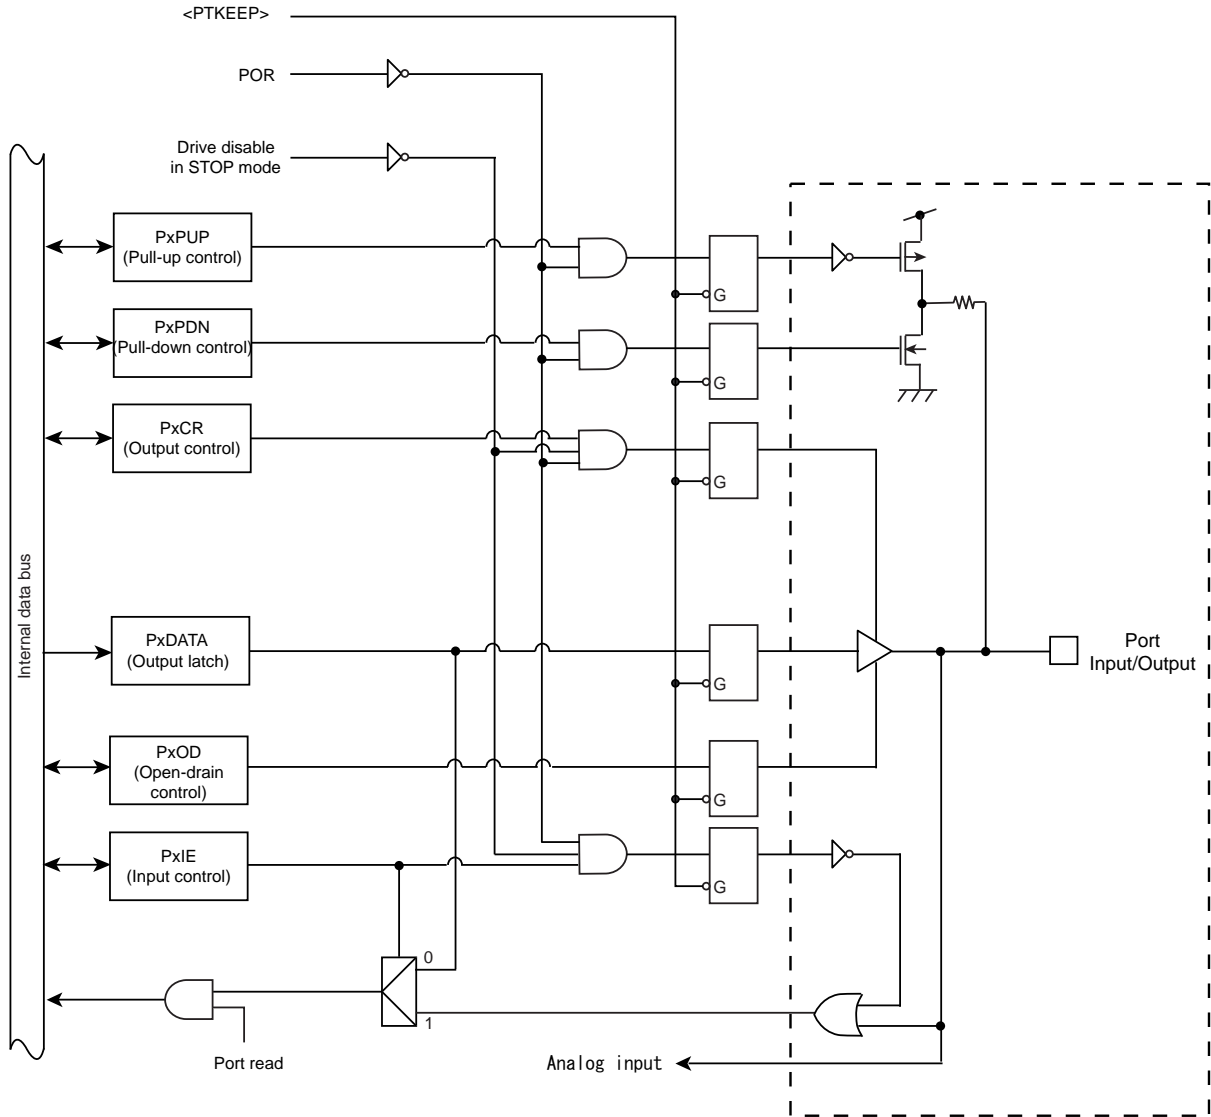 <PTKEEP>
POR
Drive disable
in STOP mode
PxPUP
(Pull-up control)
G
PxPDN
(Pull-down control)
G
PxCR
(Output control)
G
Internal data bus
PxDATA
(Output latch)
G
Port
Input/Output
PxOD
(Open-drain
control)
G
PxIE
(Input control)
G
0
1
Port read
Analog input